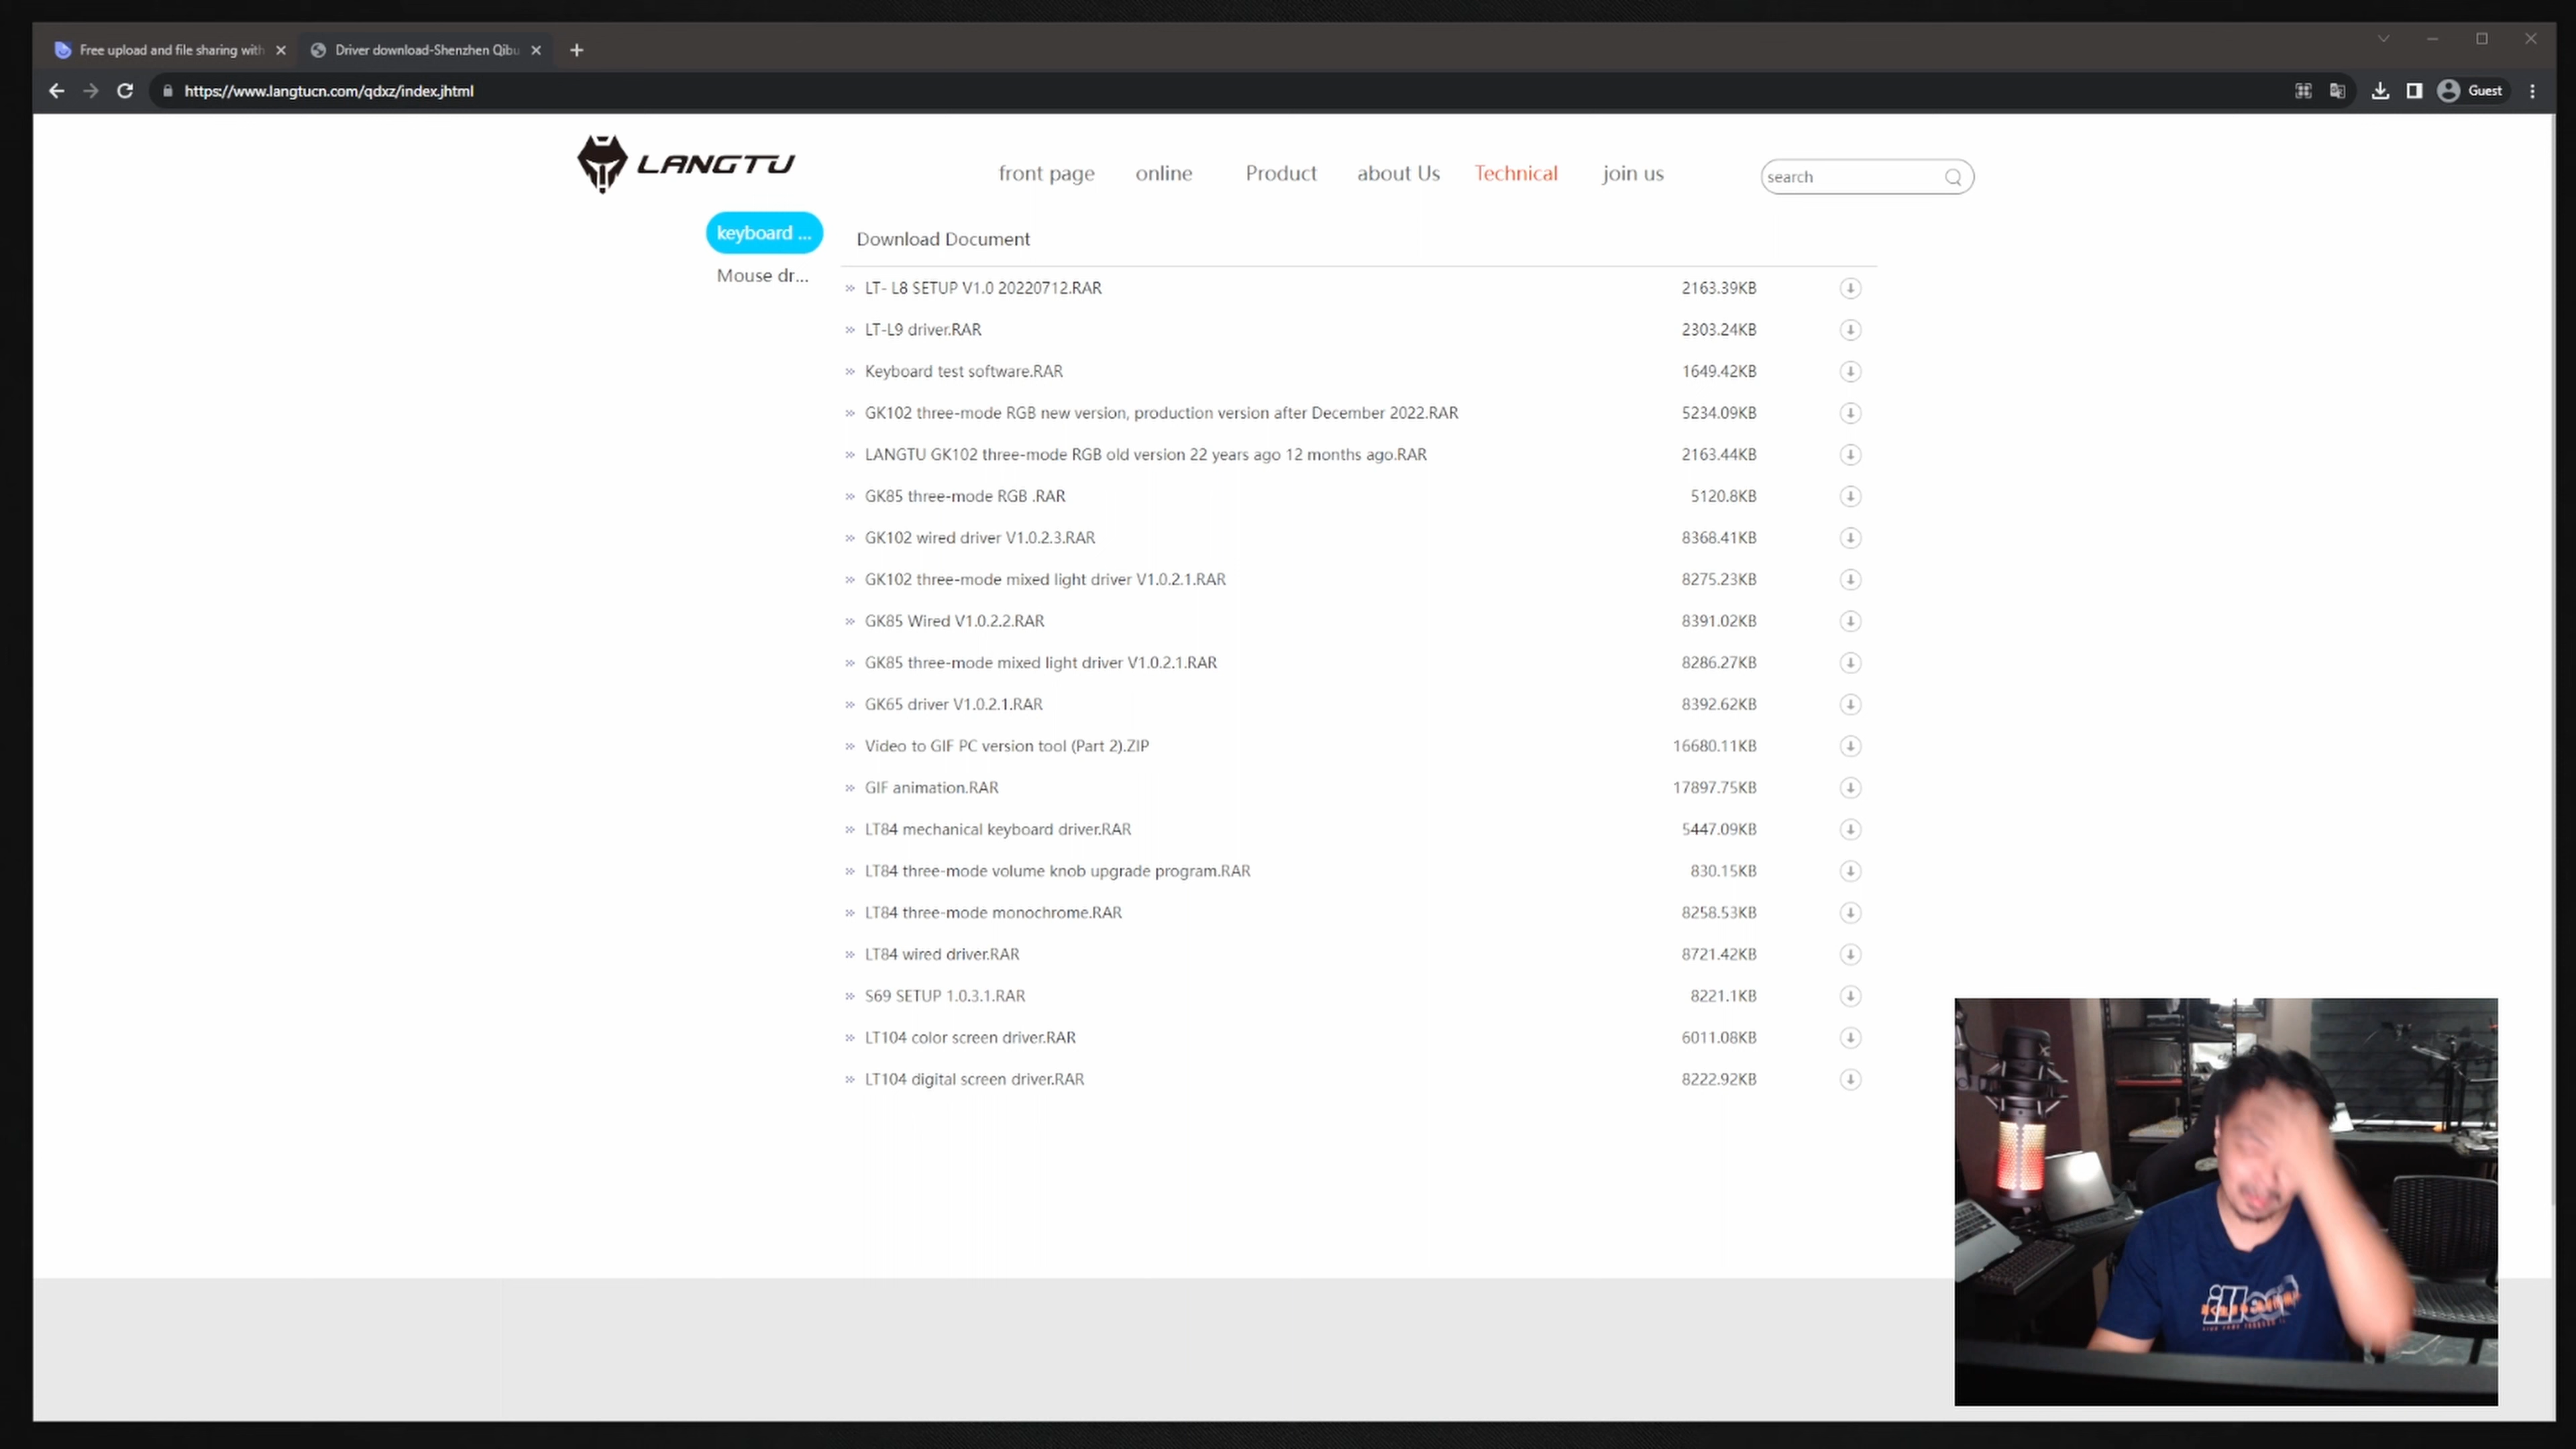 Free upload and file sharing with
Driver download-Shenzhen Qibu
https://www.langtucn.com/qdxz/index.jhtml
Guest
LANGTU
front page
online
Product
about Us
Technical
join us
search
keyboard ...
Mouse dr...
Download Document
LT- L8 SETUP V1.0 20220712.RAR 2163.39KB
LT-L9 driver.RAR 2303.24KB
Keyboard test software.RAR 1649.42KB
GK102 three-mode RGB new version, production version after December 2022.RAR 5234.09KB
LANGTU GK102 three-mode RGB old version 22 years ago 12 months ago.RAR 2163.44KB
GK85 three-mode RGB .RAR 5120.8KB
GK102 wired driver V1.0.2.3.RAR 8368.41KB
GK102 three-mode mixed light driver V1.0.2.1.RAR 8275.23KB
GK85 Wired V1.0.2.2.RAR 8391.02KB
GK85 three-mode mixed light driver V1.0.2.1.RAR 8286.27KB
GK65 driver V1.0.2.1.RAR 8392.62KB
Video to GIF PC version tool (Part 2).ZIP 16680.11KB
GIF animation.RAR 17897.75KB
LT84 mechanical keyboard driver.RAR 5447.09KB
LT84 three-mode volume knob upgrade program.RAR 830.15KB
LT84 three-mode monochrome.RAR 8258.53KB
LT84 wired driver.RAR 8721.42KB
S69 SETUP 1.0.3.1.RAR 8221.1KB
LT104 color screen driver.RAR 6011.08KB
LT104 digital screen driver.RAR 8222.92KB